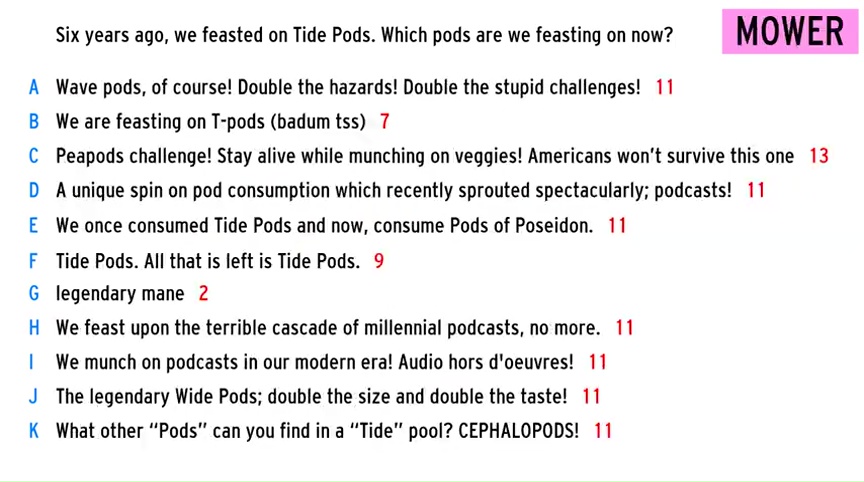 Six years ago, we feasted on Tide Pods. Which pods are we feasting on now?
MOWER
A Wave pods, of course! Double the hazards! Double the stupid challenges! 11
B We are feasting on T-pods (badum tss) 7
C Peapods challenge! Stay alive while munching on veggies! Americans won't survive this one 13
D A unique spin on pod consumption which recently sprouted spectacularly; podcasts! 11
E We once consumed Tide Pods and now, consume Pods of Poseidon. 11
F Tide Pods. All that is left is Tide Pods. 9
G legendary mane 2
H We feast upon the terrible cascade of millennial podcasts, no more. 11
I We munch on podcasts in our modern era! Audio hors d'oeuvres! 11
J The legendary Wide Pods; double the size and double the taste! 11
K What other “Pods” can you find in a “Tide” pool? CEPHALOPODS! 11